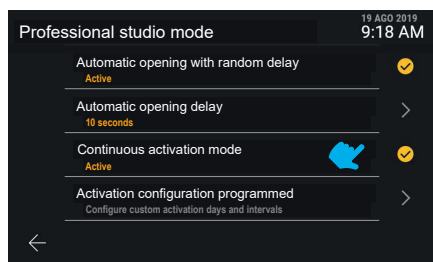 19 AGO 2019
Professional studio mode 9:18 AM
Automatic opening with random delay
Active
Automatic opening delay
10 seconds
Continuous activation mode
Active
Activation configuration programmed
Configure custom activation days and intervals